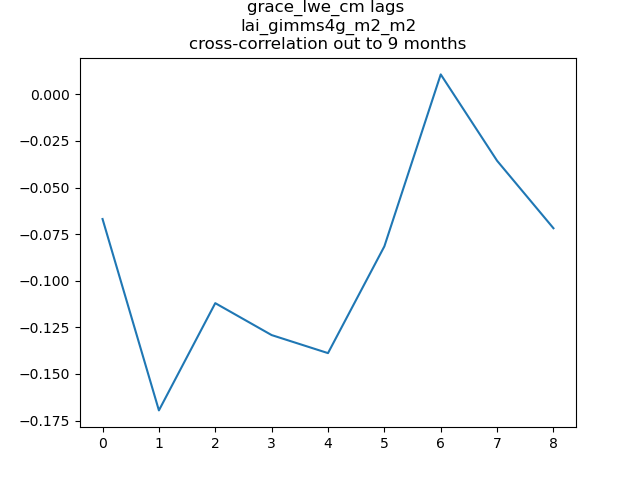 grace_lwe_cm lags
lai_gimms4g_m2_m2
cross-correlation out to 9 months
0.000
−0.025
−0.050
−0.075
−0.100
−0.125
−0.150
−0.175
0 1 2 3 4 5 6 7 8